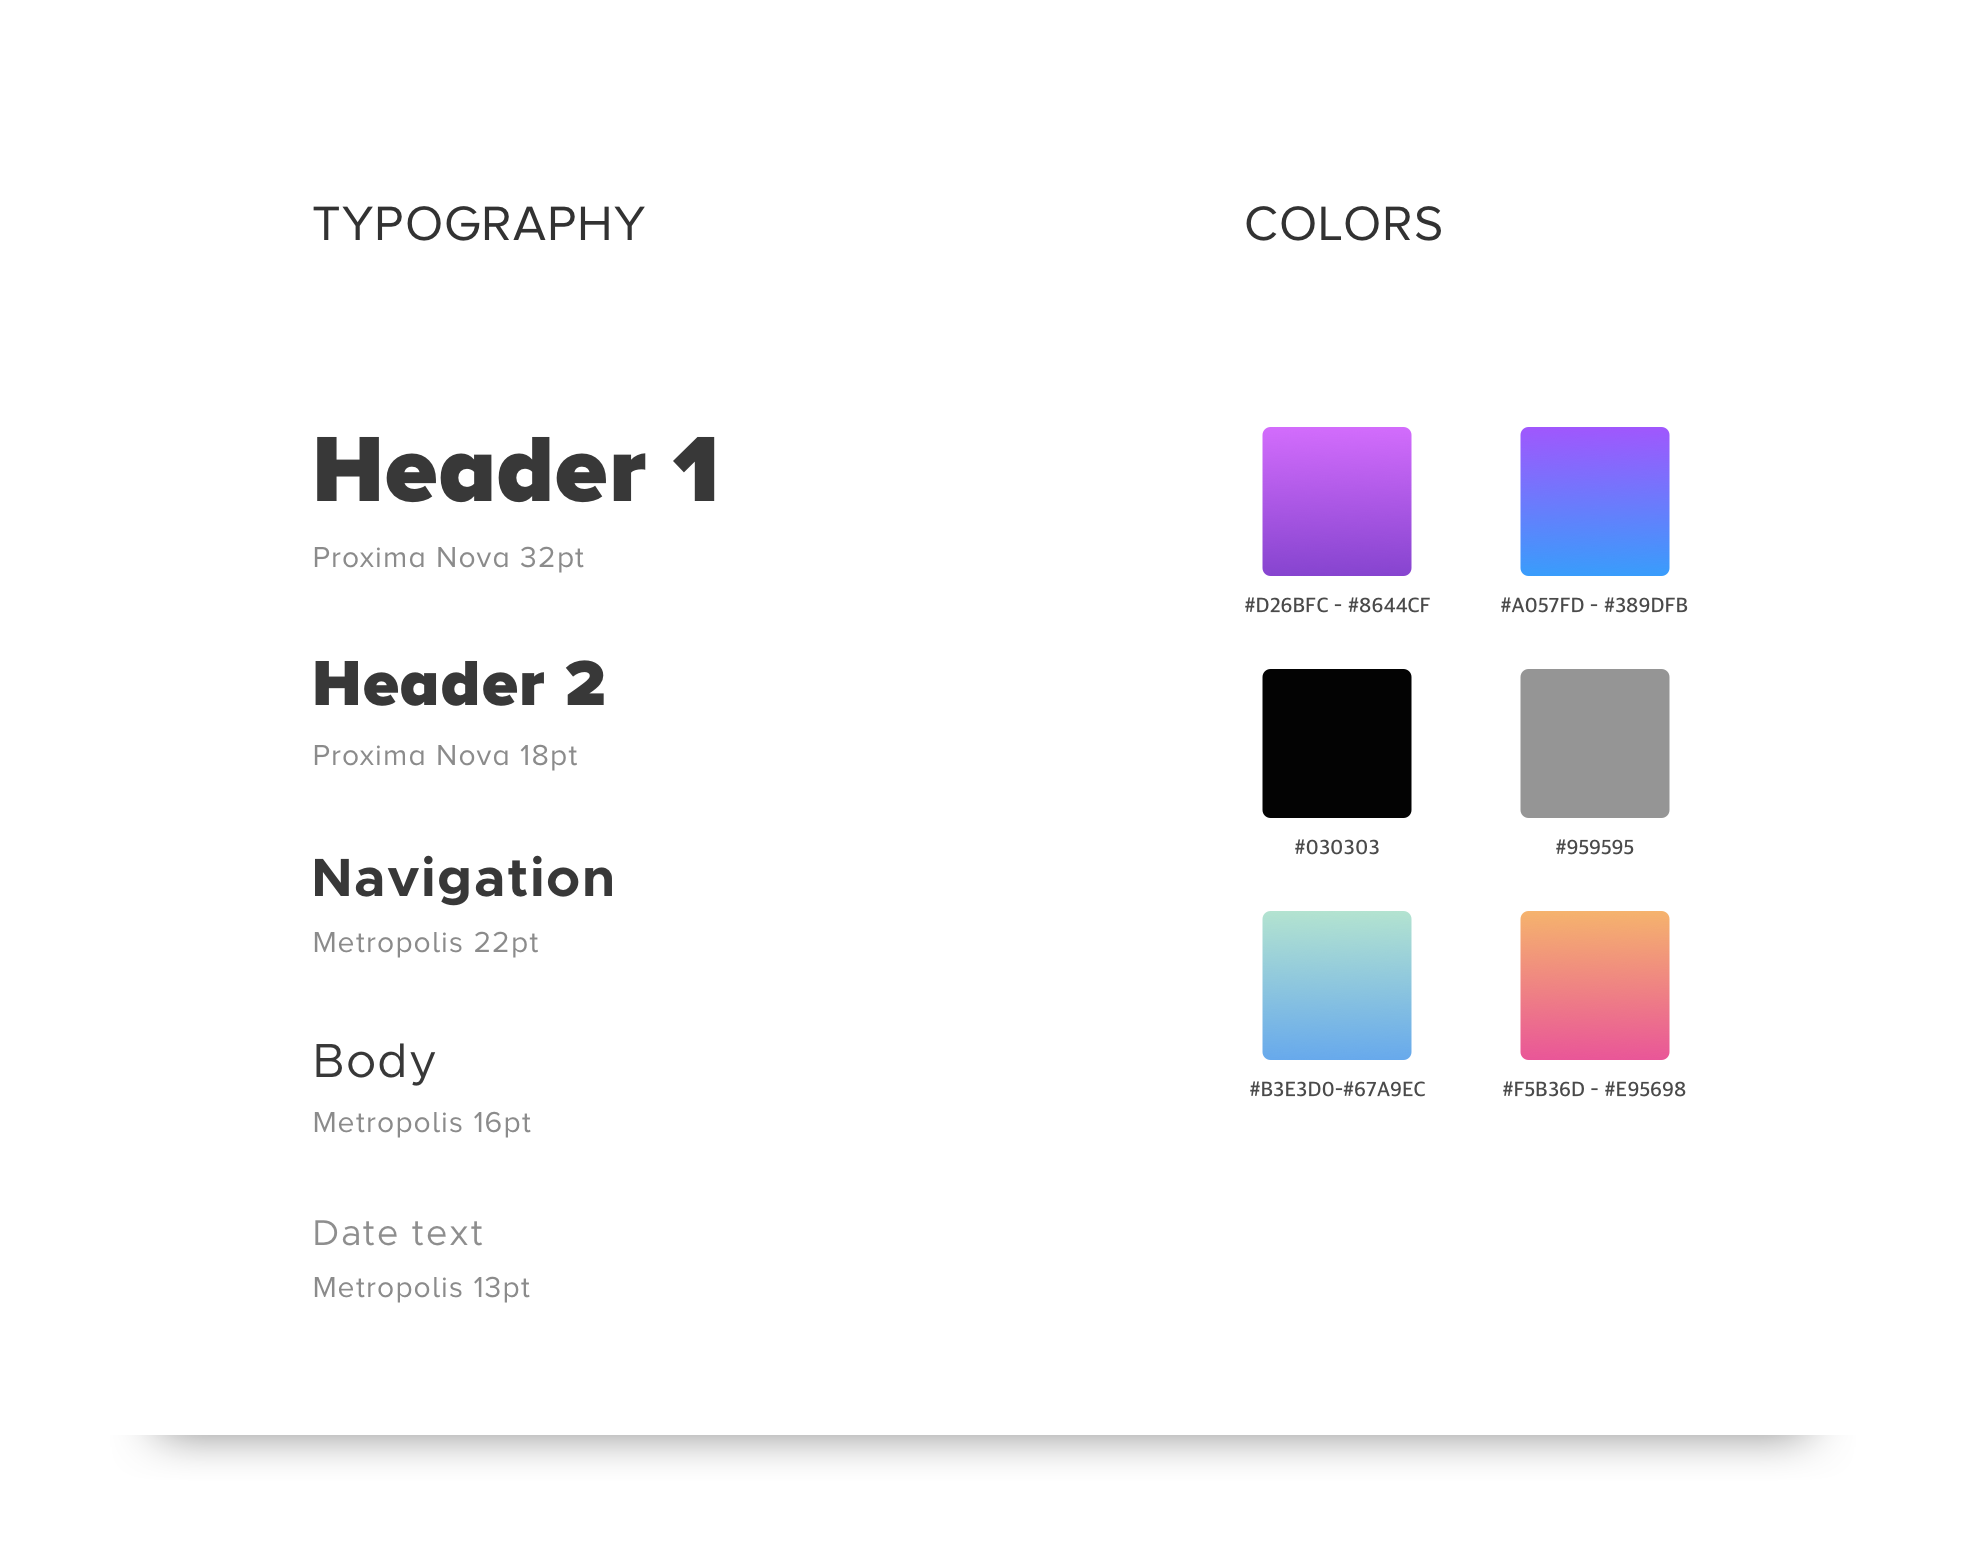 TYPOGRAPHY
Header 1
Proxima Nova 32pt
Header 2
Proxima Nova 18pt
Navigation
Metropolis 22pt
Body
Metropolis 16pt
Date text
Metropolis 13pt
COLORS
#D26BFC - #8644CF
#A057FD - #389DFB
#030303
#959595
#B3E3D0-#67A9EC
#F5B36D - #E95698